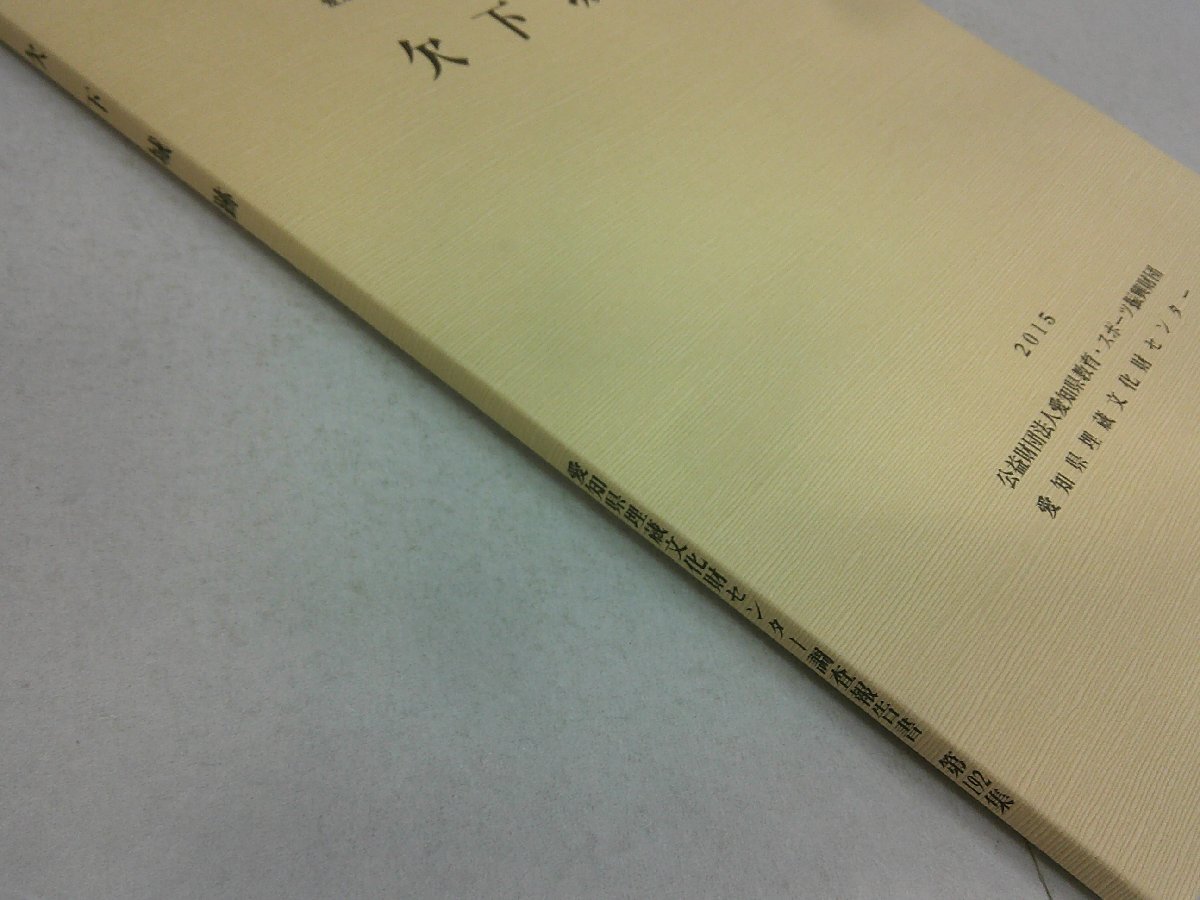 欠下
2015
公益財団法人愛知県教育・スポーツ振興財団
愛知県埋蔵文化財センター
欠下城跡
愛知県埋蔵文化財センター調査報告書 第192集